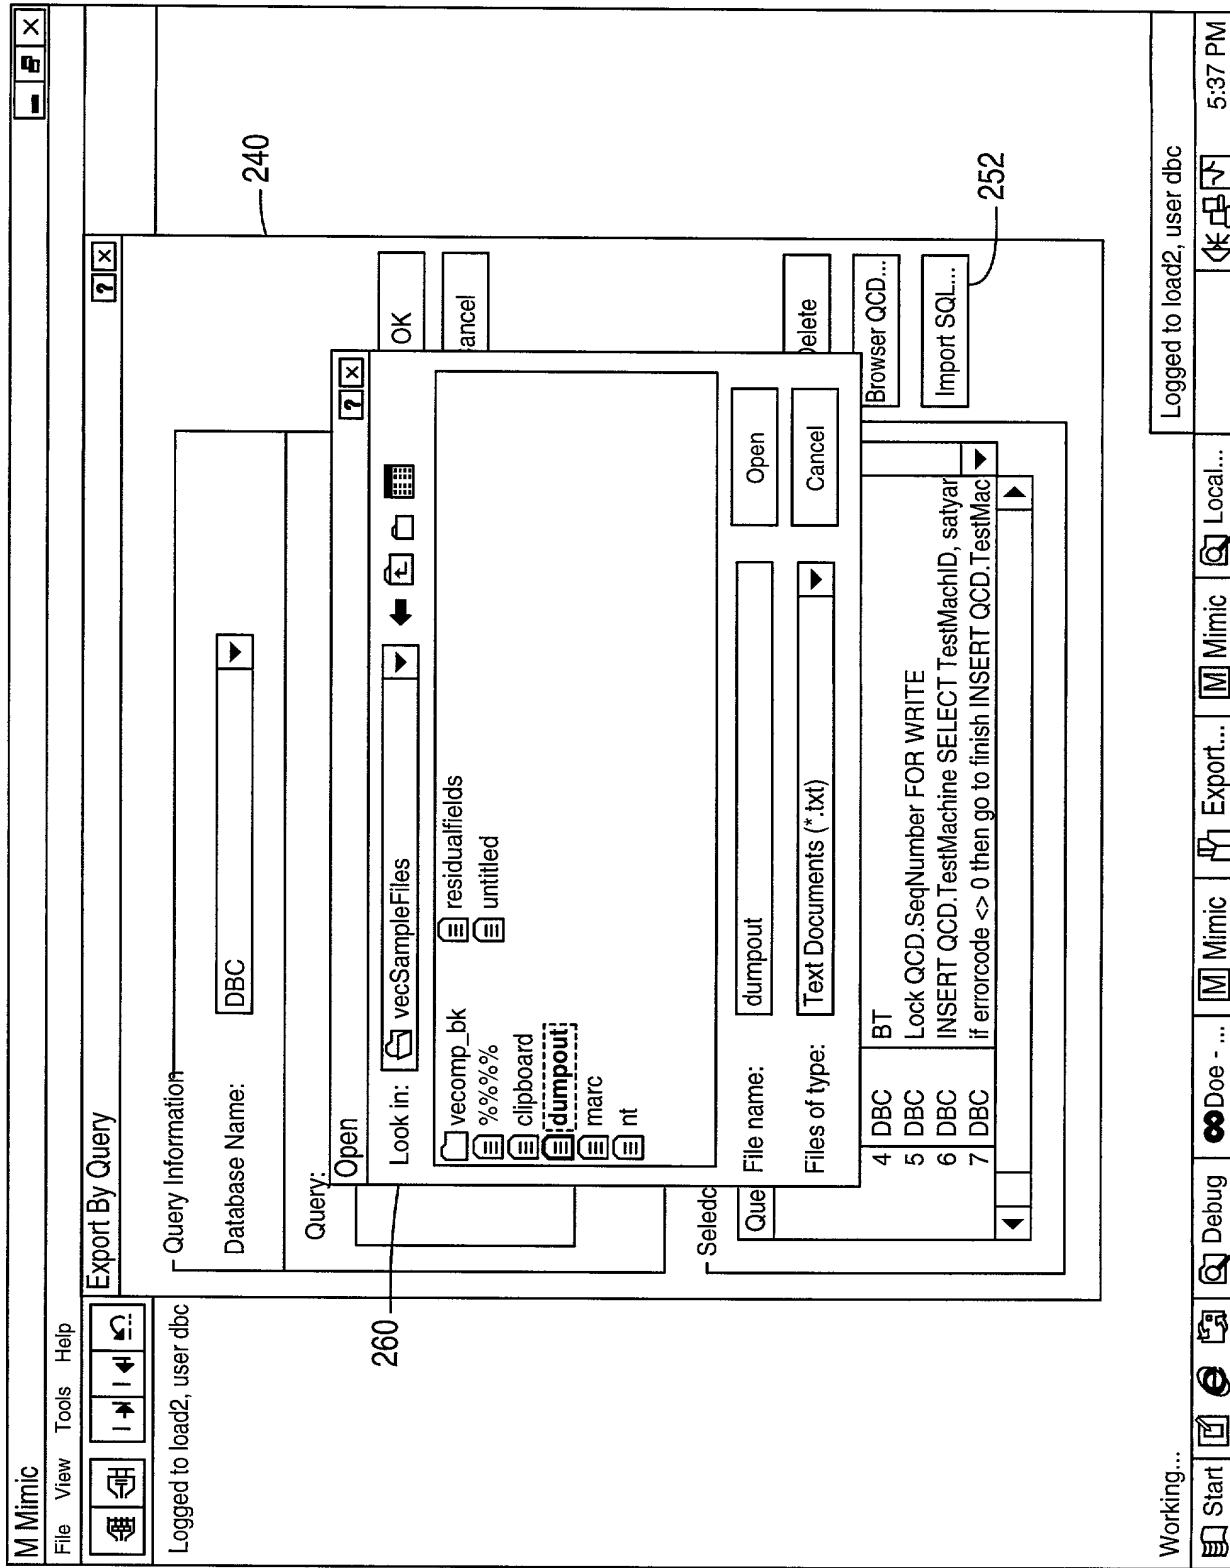 M Mimic
File View Tools Help
Logged to load2, user dbc
Export By Query
240
Query Information
Database Name:
DBC
Query:
OK
ancel
260
Open
Look in:
vecSampleFiles
vecomp_bk
%%%%
clipboard
dumpout
marc
nt
residualfields
untitled
File name:
dumpout
Open
Files of type:
Text Documents (*.txt)
Cancel
Seledc
Que
4 DBC BT
5 DBC Lock QCD.SeqNumber FOR WRITE
6 DBC INSERT QCD.TestMachine SELECT TestMachID, satyar
7 DBC if errorcode <> 0 then go to finish INSERT QCD.TestMac
Delete
Browser QCD...
Import SQL...
252
Working...
Logged to load2, user dbc
Start
Debug
Doe - ...
M Mimic
Export...
M Mimic
Local...
5:37 PM